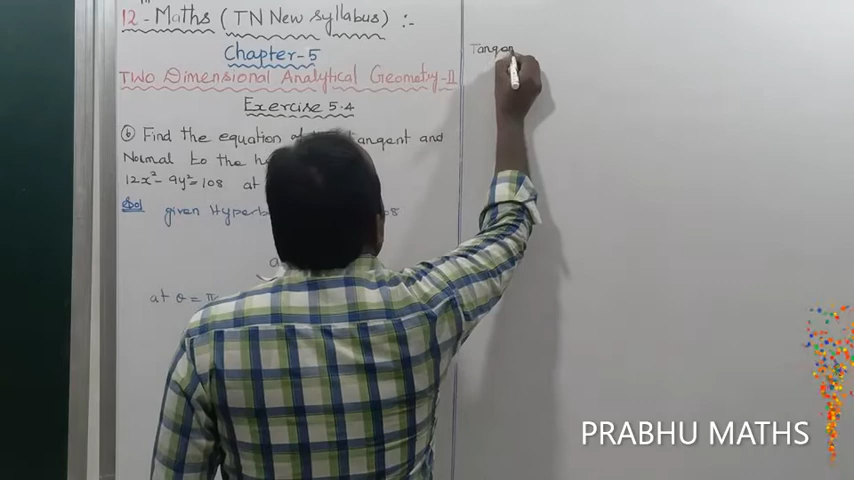 12th Maths (TN New Syllabus) :-
Chapter-5
TWO Dimensional Analytical Geometry-II
Exercise 5.4
⑥ Find the equation of the tangent and
Normal to the
12x²- 9y²=108 at
Sol given Hyperb
at θ = π
Tangen
PRABHU MATHS